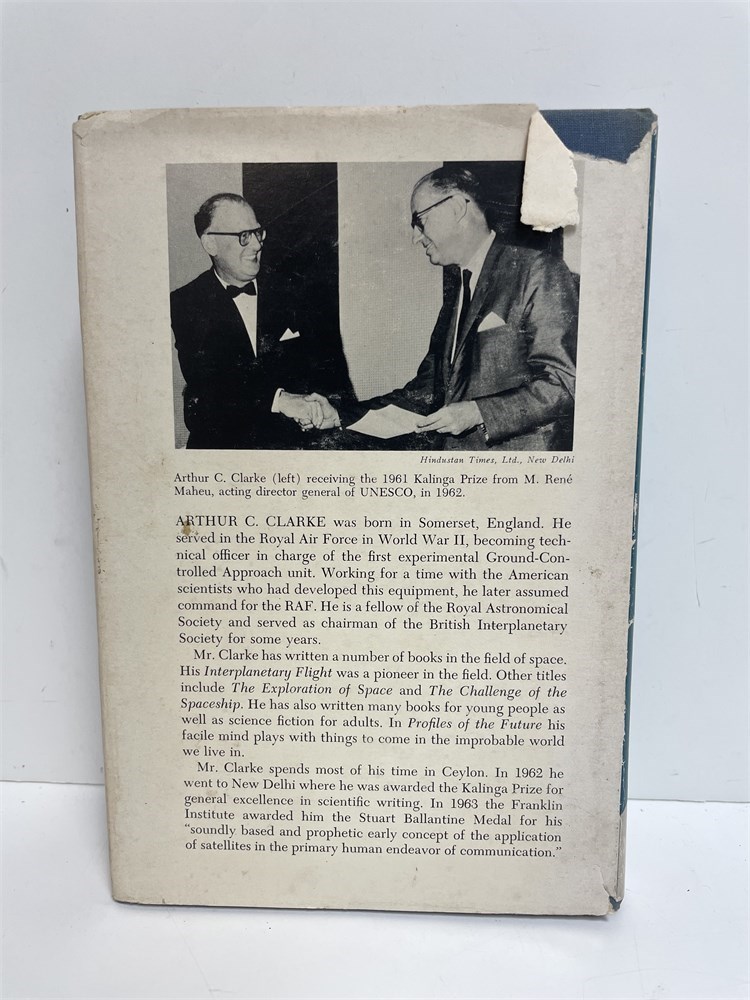 Hindustan Times, Ltd., New Delhi
Arthur C. Clarke (left) receiving the 1961 Kalinga Prize from M. René
Maheu, acting director general of UNESCO, in 1962.
ARTHUR C. CLARKE was born in Somerset, England. He
served in the Royal Air Force in World War II, becoming tech-
nical officer in charge of the first experimental Ground-Con-
trolled Approach unit. Working for a time with the American
scientists who had developed this equipment, he later assumed
command for the RAF. He is a fellow of the Royal Astronomical
Society and served as chairman of the British Interplanetary
Society for some years.
Mr. Clarke has written a number of books in the field of space.
His Interplanetary Flight was a pioneer in the field. Other titles
include The Exploration of Space and The Challenge of the
Spaceship. He has also written many books for young people as
well as science fiction for adults. In Profiles of the Future his
facile mind plays with things to come in the improbable world
we live in.
Mr. Clarke spends most of his time in Ceylon. In 1962 he
went to New Delhi where he was awarded the Kalinga Prize for
general excellence in scientific writing. In 1963 the Franklin
Institute awarded him the Stuart Ballantine Medal for his
“soundly based and prophetic early concept of the application
of satellites in the primary human endeavor of communication.”